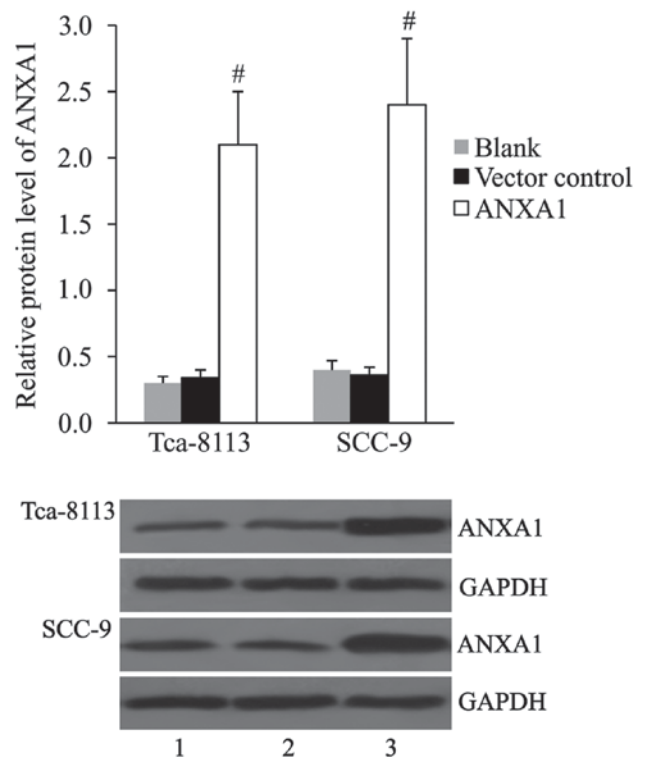 Relative protein level of ANXA1
3.0
2.5
2.0
1.5
1.0
0.5
0.0
#
#
Blank
Vector control
ANXA1
Tca-8113
SCC-9
Tca-8113
ANXA1
GAPDH
SCC-9
ANXA1
GAPDH
1 2 3